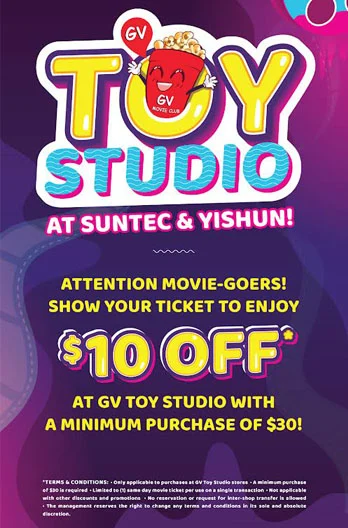 GV
TOY
GV
MOVIE CLUB
STUDIO
AT SUNTEC & YISHUN!
ATTENTION MOVIE-GOERS!
SHOW YOUR TICKET TO ENJOY
$10 OFF*
AT GV TOY STUDIO WITH
A MINIMUM PURCHASE OF $30!
*TERMS & CONDITIONS: • Only applicable to purchases at GV Toy Studio stores • A minimum purchase
of $30 is required • Limited to (1) same day movie ticket per use on a single transaction • Not applicable
with other discounts and promotions • No reservation or request for inter-shop transfer is allowed
• The management reserves the right to change any terms and conditions in its sole and absolute
discretion.